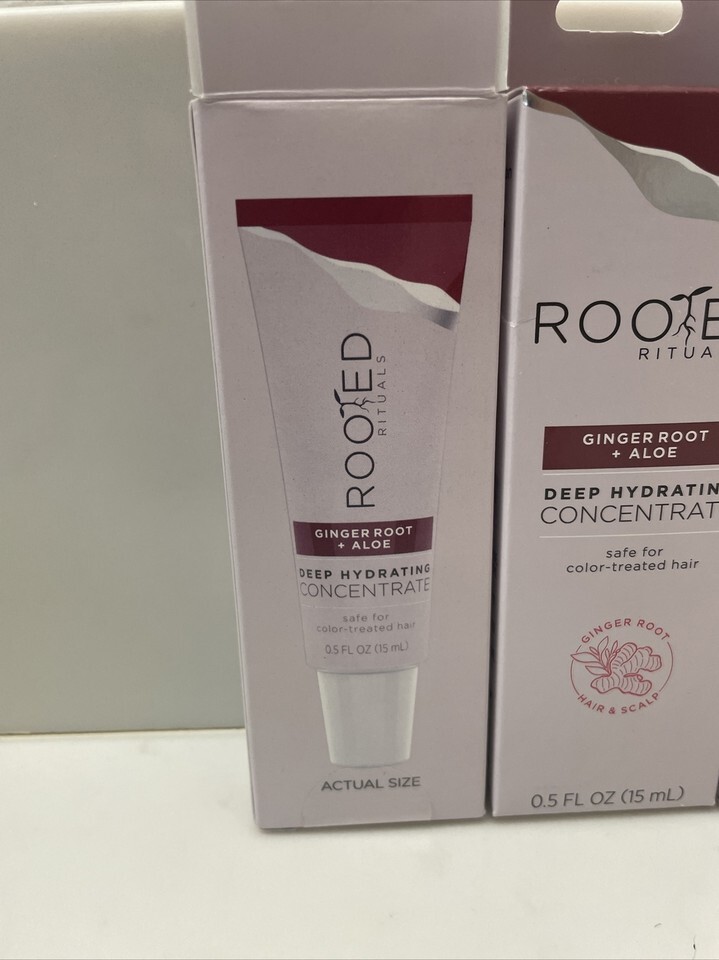 ROOTED
RITUALS
GINGER ROOT
+ ALOE
DEEP HYDRATING
CONCENTRATE
safe for
color-treated hair
0.5 FL OZ (15 mL)
ACTUAL SIZE
ROOTE
RITUA
GINGER ROOT
+ ALOE
DEEP HYDRATIN
CONCENTRAT
safe for
color-treated hair
GINGER ROOT
HAIR & SCALP
0.5 FL OZ (15 mL)